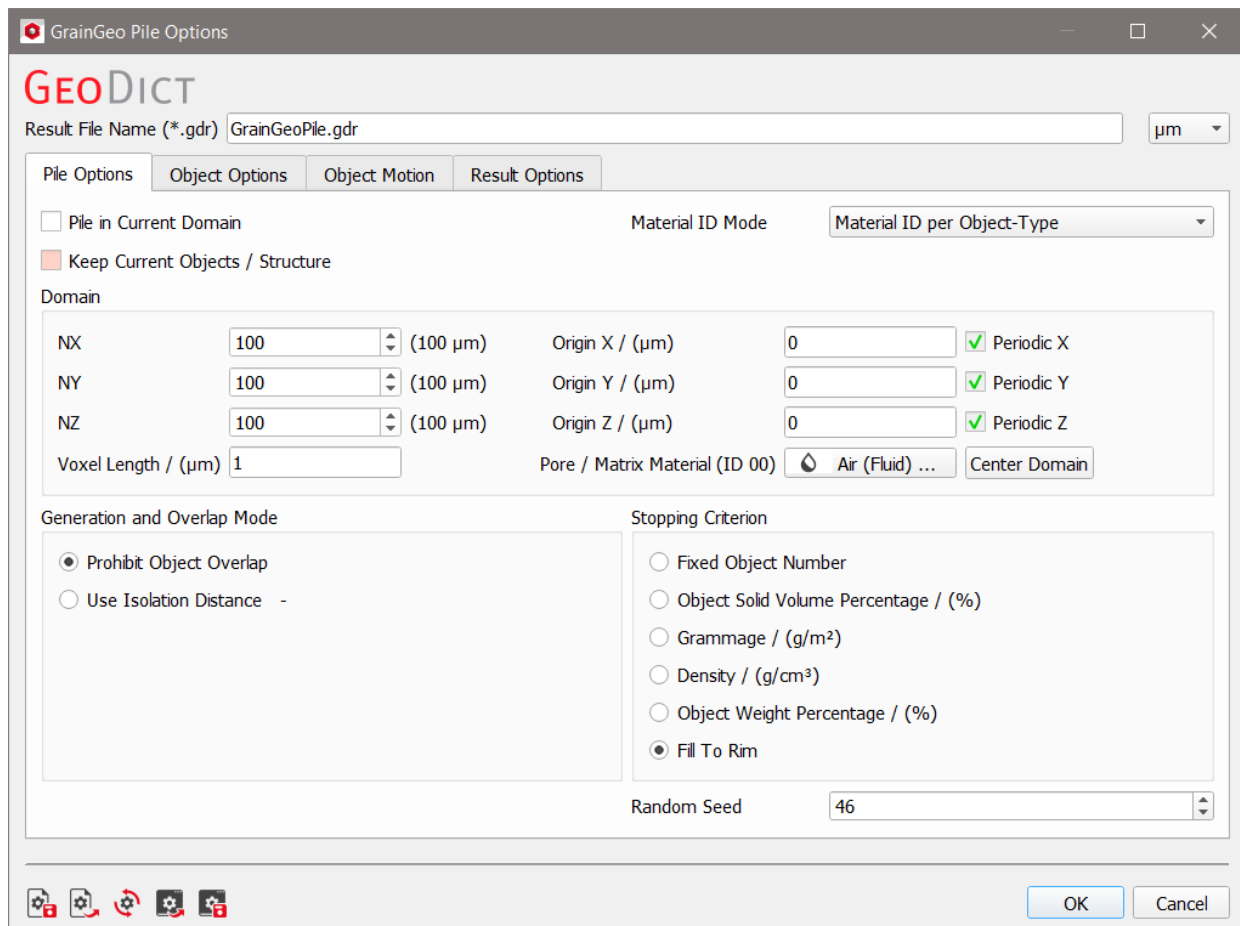 GrainGeo Pile Options
GEODICT
Result File Name (*.gdr) GrainGeoPile.gdr µm
Pile Options Object Options Object Motion Result Options
Pile in Current Domain Material ID Mode Material ID per Object-Type
Keep Current Objects / Structure
Domain
NX 100 (100 µm) Origin X / (µm) 0 Periodic X
NY 100 (100 µm) Origin Y / (µm) 0 Periodic Y
NZ 100 (100 µm) Origin Z / (µm) 0 Periodic Z
Voxel Length / (µm) 1 Pore / Matrix Material (ID 00) Air (Fluid) ... Center Domain
Generation and Overlap Mode Stopping Criterion
Prohibit Object Overlap Fixed Object Number
Use Isolation Distance - Object Solid Volume Percentage / (%)
Grammage / (g/m²)
Density / (g/cm³)
Object Weight Percentage / (%)
Fill To Rim
Random Seed 46
OK Cancel